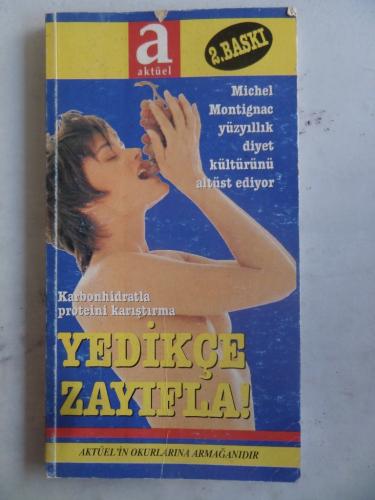 a
aktüel
2.BASKI
Michel
Montignac
yüzyıllık
diyet
kültürünü
altüst ediyor
Karbonhidratla
proteini karıştırma
YEDİKÇE
ZAYIFLA!
AKTÜEL'İN OKURLARINA ARMAĞANIDIR